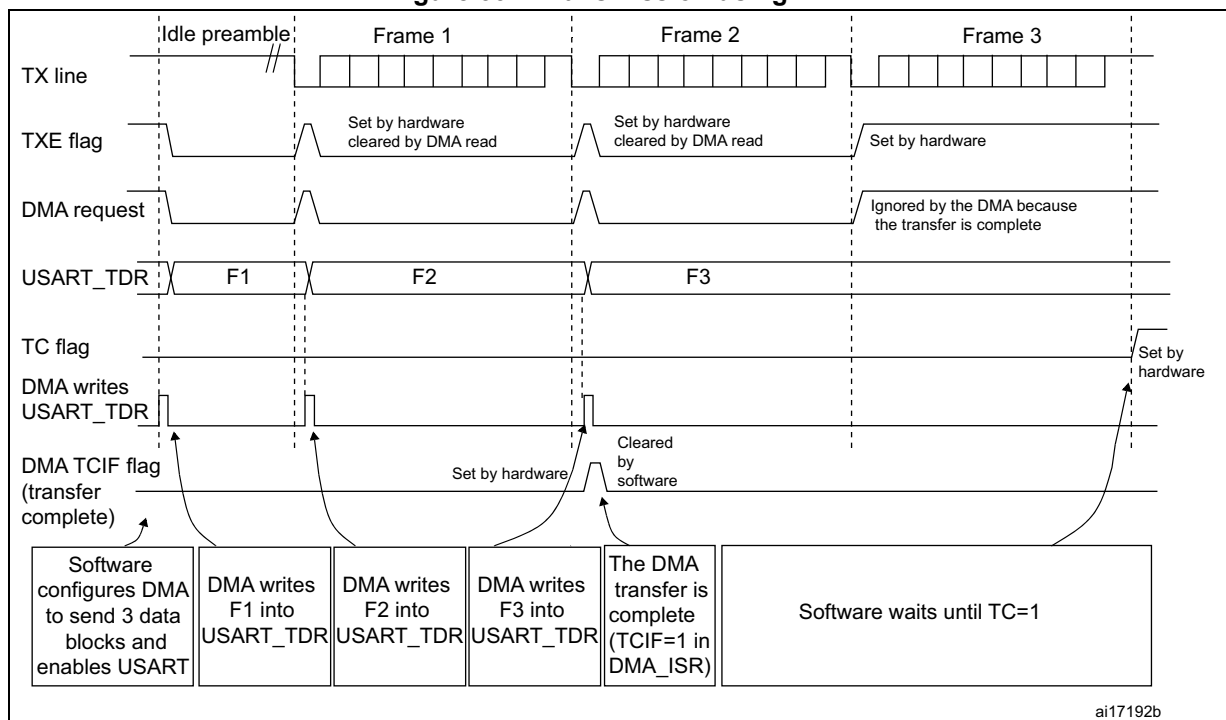 Idle preamble
Frame 1
Frame 2
Frame 3
TX line
TXE flag
Set by hardware
cleared by DMA read
Set by hardware
cleared by DMA read
Set by hardware
DMA request
Ignored by the DMA because
the transfer is complete
USART_TDR
F1
F2
F3
TC flag
Set by
hardware
DMA writes
USART_TDR
DMA TCIF flag
(transfer
complete)
Set by hardware
Cleared
by
software
Software
configures DMA
to send 3 data
blocks and
enables USART
DMA writes
F1 into
USART_TDR
DMA writes
F2 into
USART_TDR
DMA writes
F3 into
USART_TDR
The DMA
transfer is
complete
(TCIF=1 in
DMA_ISR)
Software waits until TC=1
ai17192b